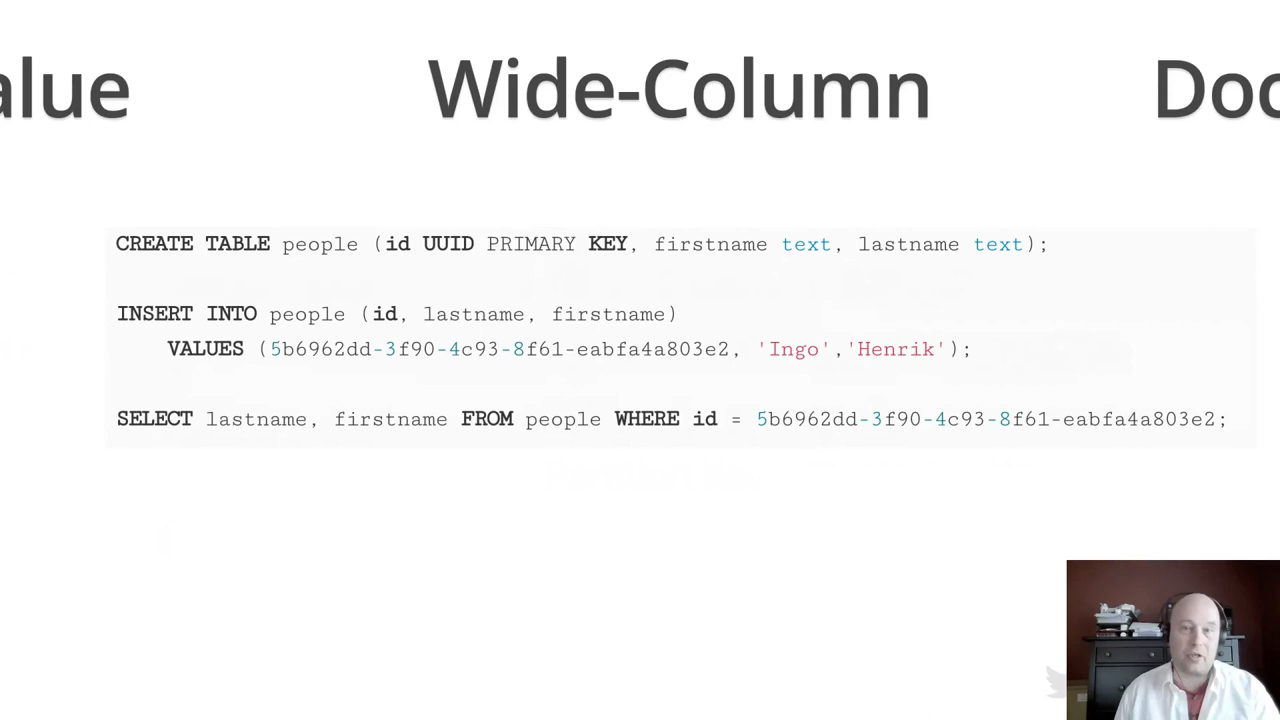 alue Wide-Column Doc
CREATE TABLE people (id UUID PRIMARY KEY, firstname text, lastname text);
INSERT INTO people (id, lastname, firstname)
VALUES (5b6962dd-3f90-4c93-8f61-eabfa4a803e2, 'Ingo','Henrik');
SELECT lastname, firstname FROM people WHERE id = 5b6962dd-3f90-4c93-8f61-eabfa4a803e2;